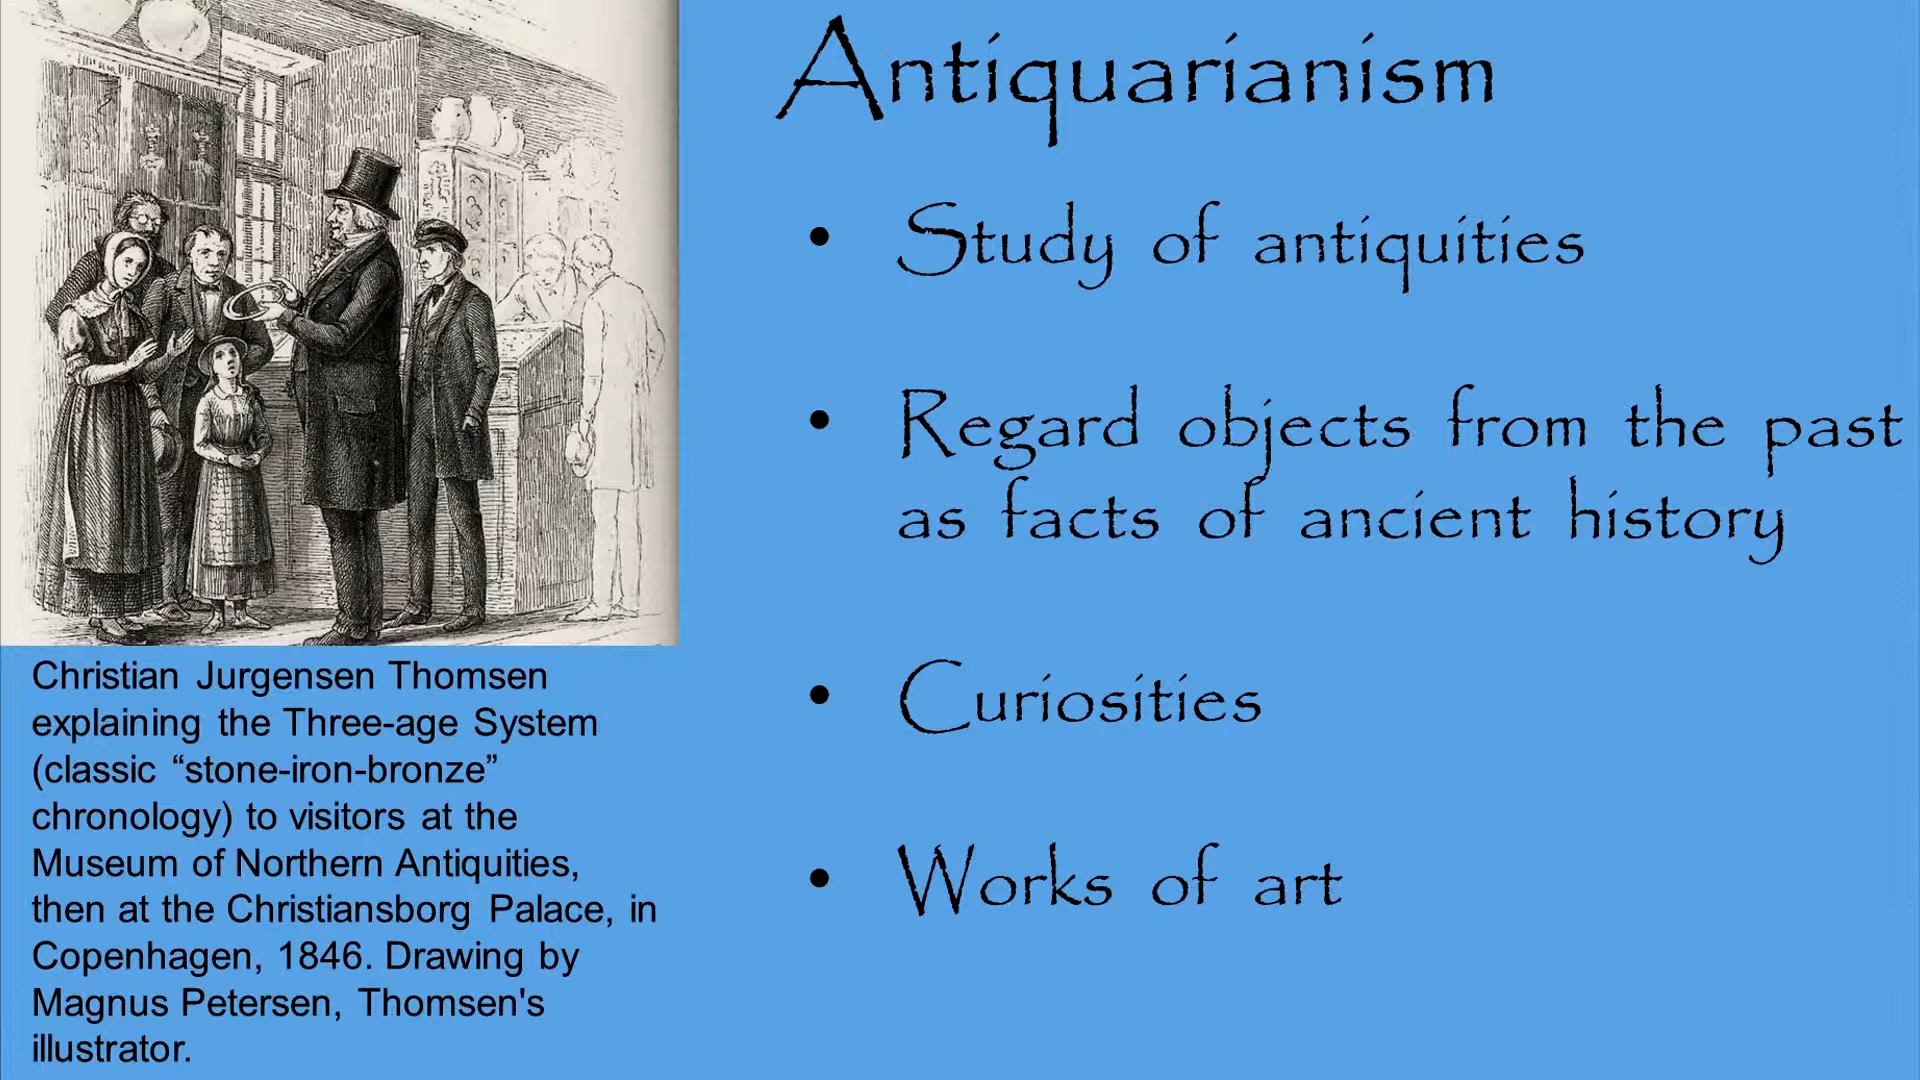 Antiquarianism
• Study of antiquities
• Regard objects from the past
as facts of ancient history
• Curiosities
• Works of art
Christian Jurgensen Thomsen
explaining the Three-age System
(classic “stone-iron-bronze”
chronology) to visitors at the
Museum of Northern Antiquities,
then at the Christiansborg Palace, in
Copenhagen, 1846. Drawing by
Magnus Petersen, Thomsen's
illustrator.